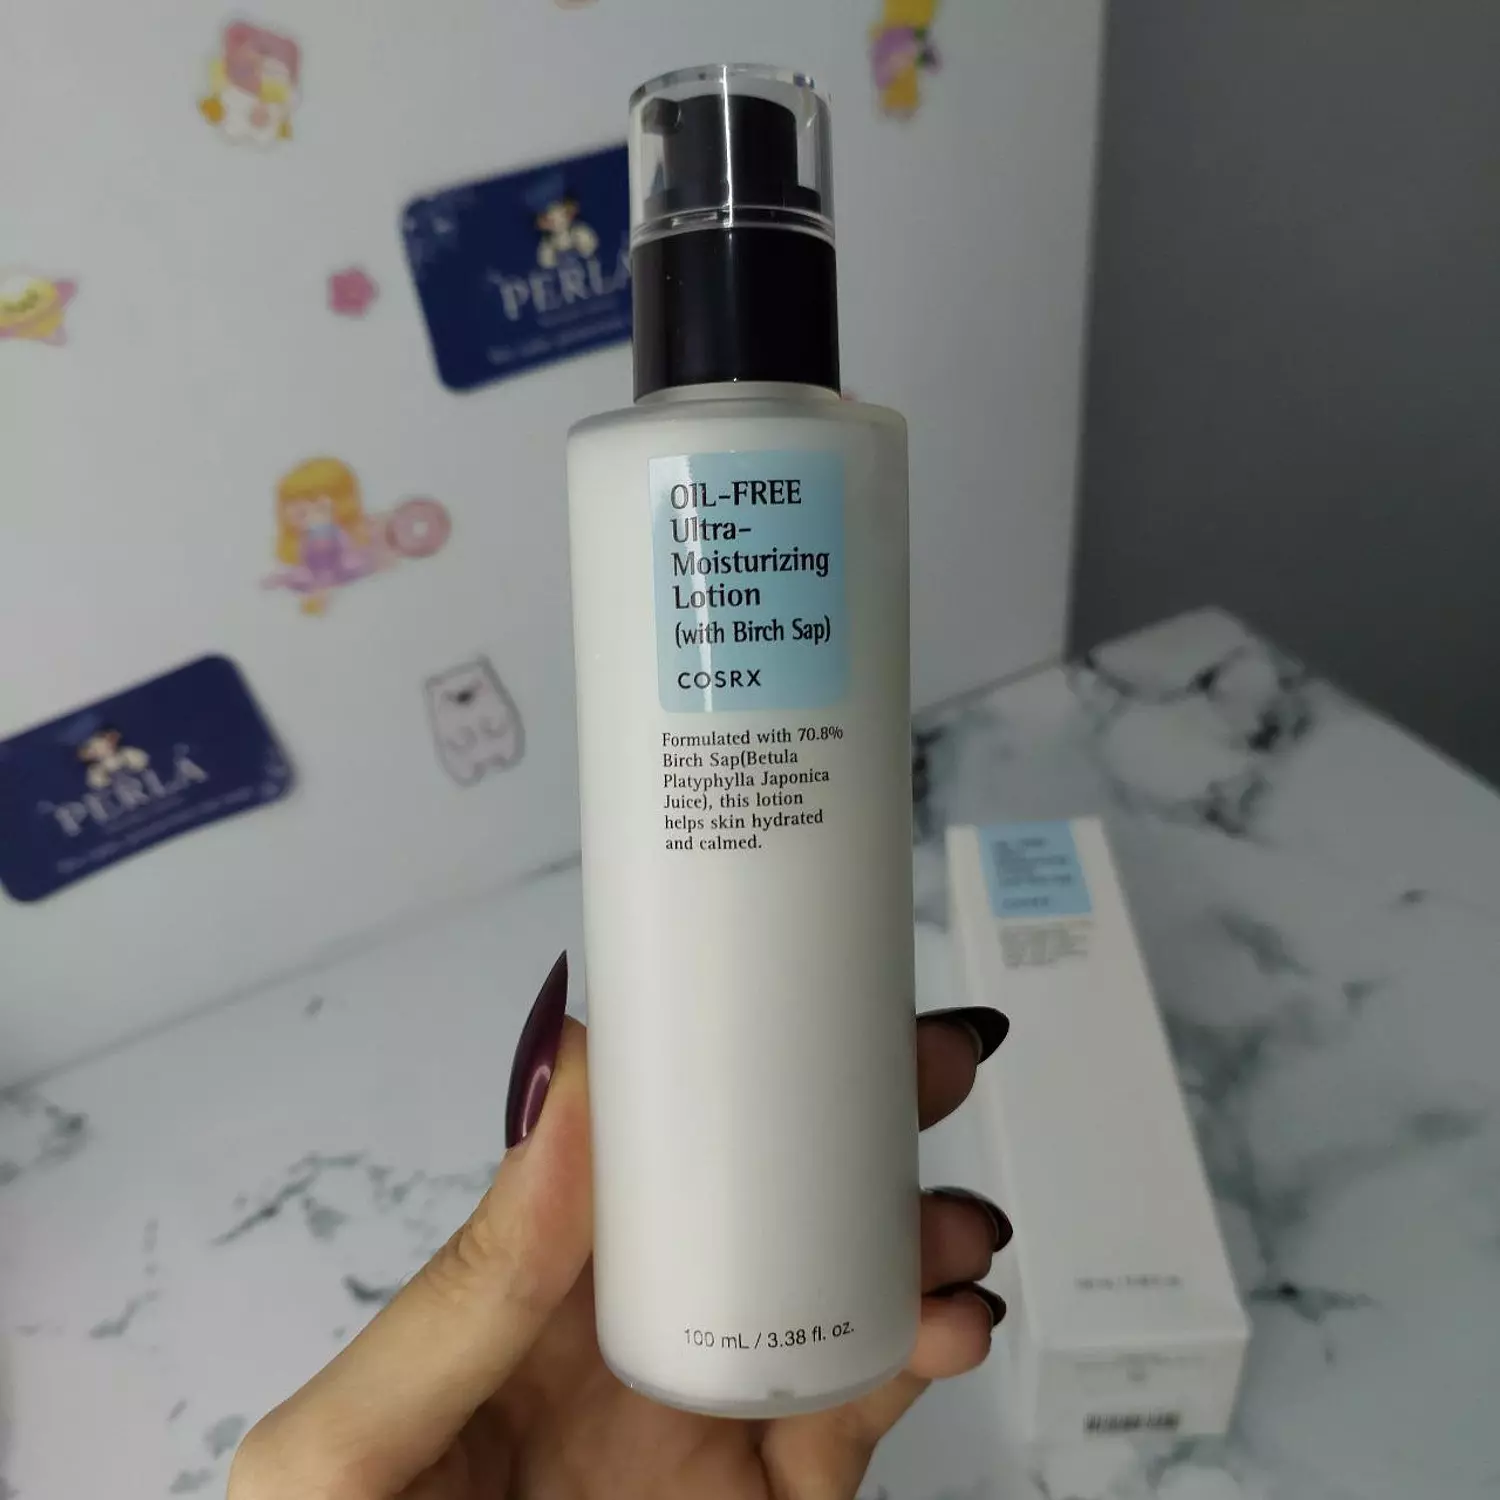 PERLA
OIL-FREE
Ultra-
Moisturizing
Lotion
(with Birch Sap)
COSRX
Formulated with 70.8%
Birch Sap(Betula
Platyphylla Japonica
Juice), this lotion
helps skin hydrated
and calmed.
100 mL / 3.38 fl. oz.
PERLA